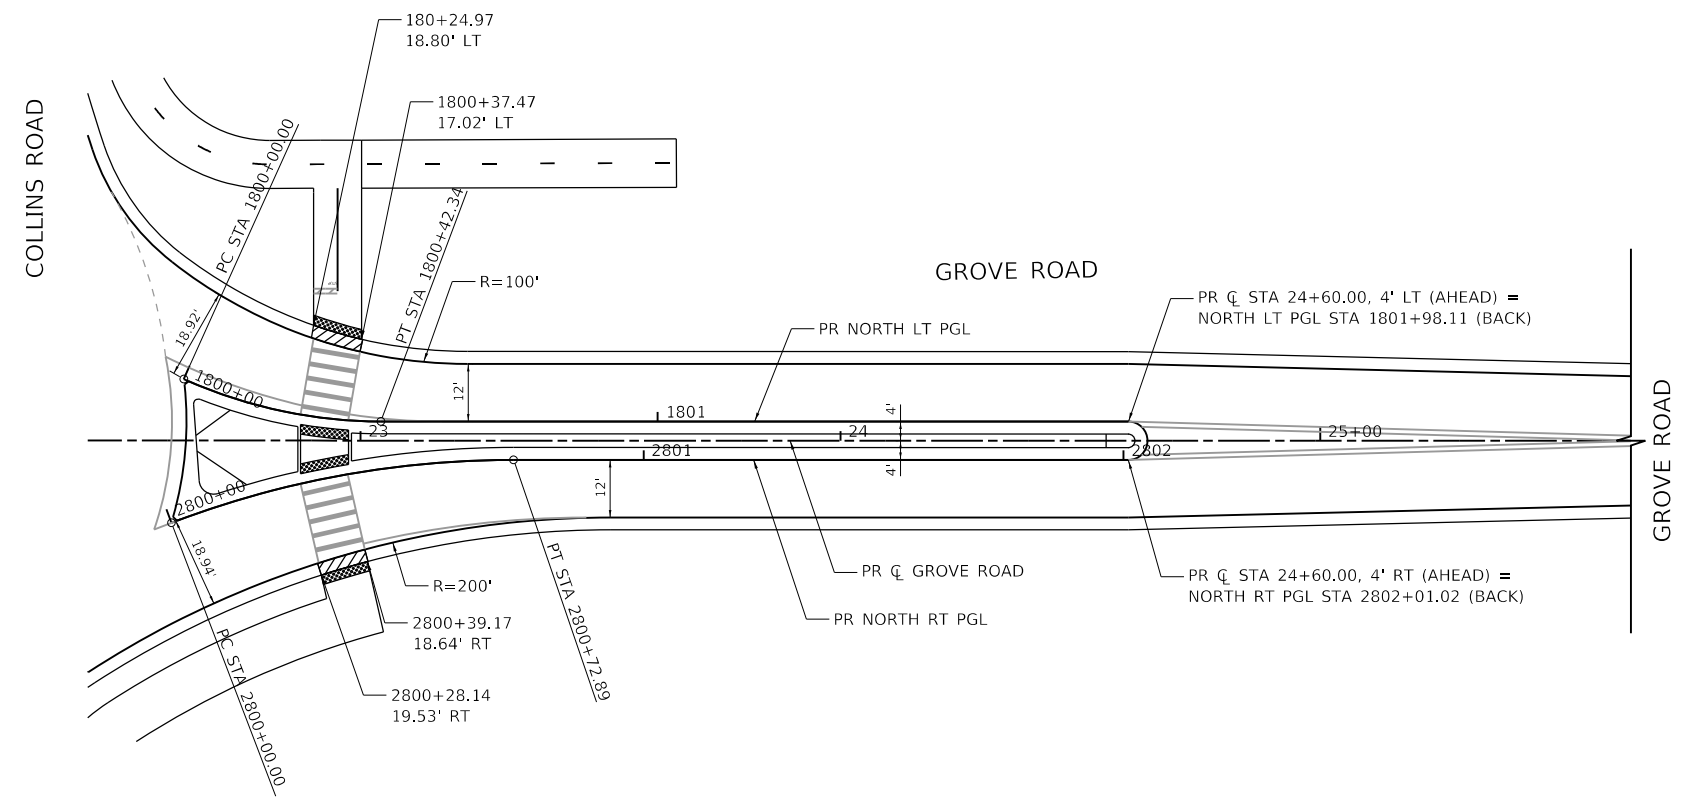 180+24.97
18.80' LT
1800+37.47
17.02' LT
COLLINS ROAD
PC STA 1800+00.00
PT STA 1800+42.34
R=100'
GROVE ROAD
PR ℄ STA 24+60.00, 4' LT (AHEAD) =
NORTH LT PGL STA 1801+98.11 (BACK)
PR NORTH LT PGL
18.92'
1800+00
12'
1801
4'
23
24
25+00
2801
2802
4'
GROVE ROAD
2800+00
12'
18.94'
PT STA 2800+72.89
PR ℄ GROVE ROAD
PR ℄ STA 24+60.00, 4' RT (AHEAD) =
NORTH RT PGL STA 2802+01.02 (BACK)
R=200'
PR NORTH RT PGL
2800+39.17
18.64' RT
PC STA 2800+00.00
2800+28.14
19.53' RT